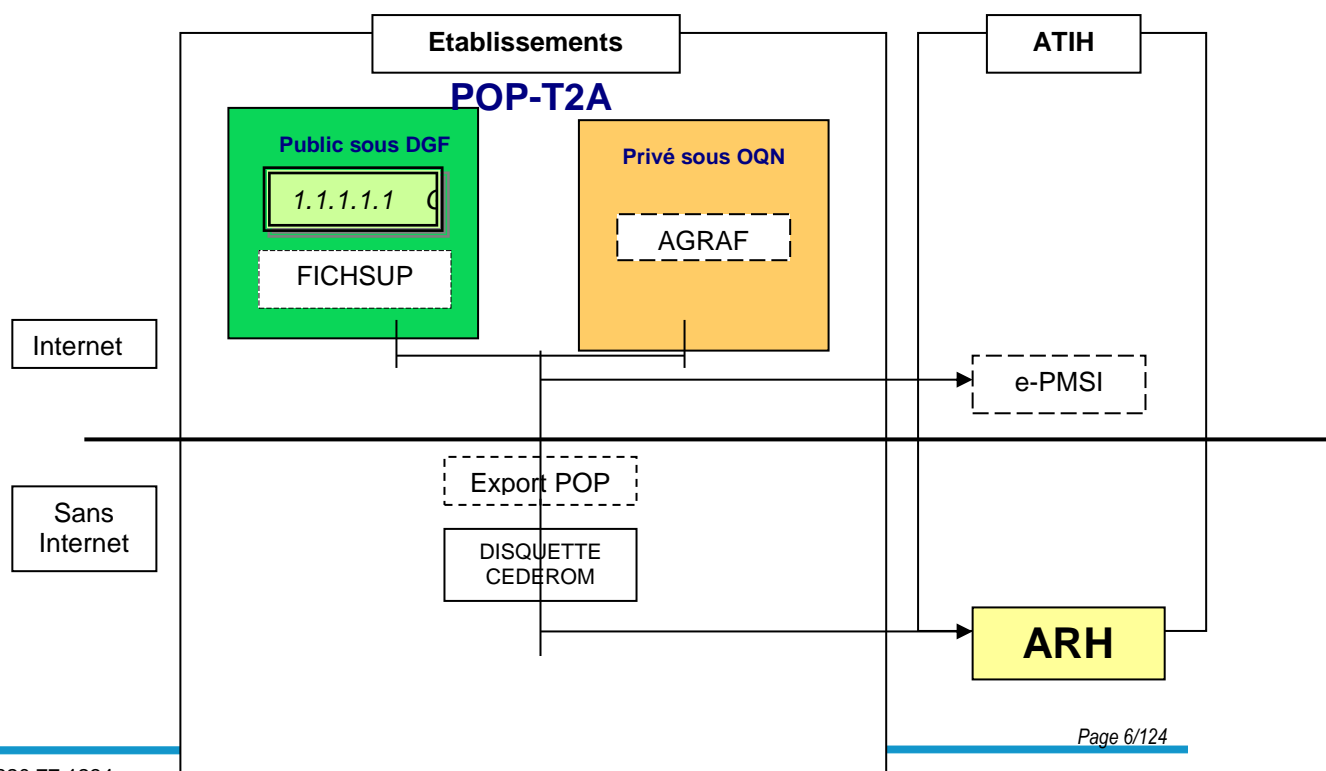 Etablissements
ATIH
POP-T2A
Public sous DGF
Privé sous OQN
1.1.1.1.1
AGRAF
FICHSUP
Internet
e-PMSI
Export POP
Sans
Internet
DISQUETTE
CEDEROM
ARH
Page 6/124